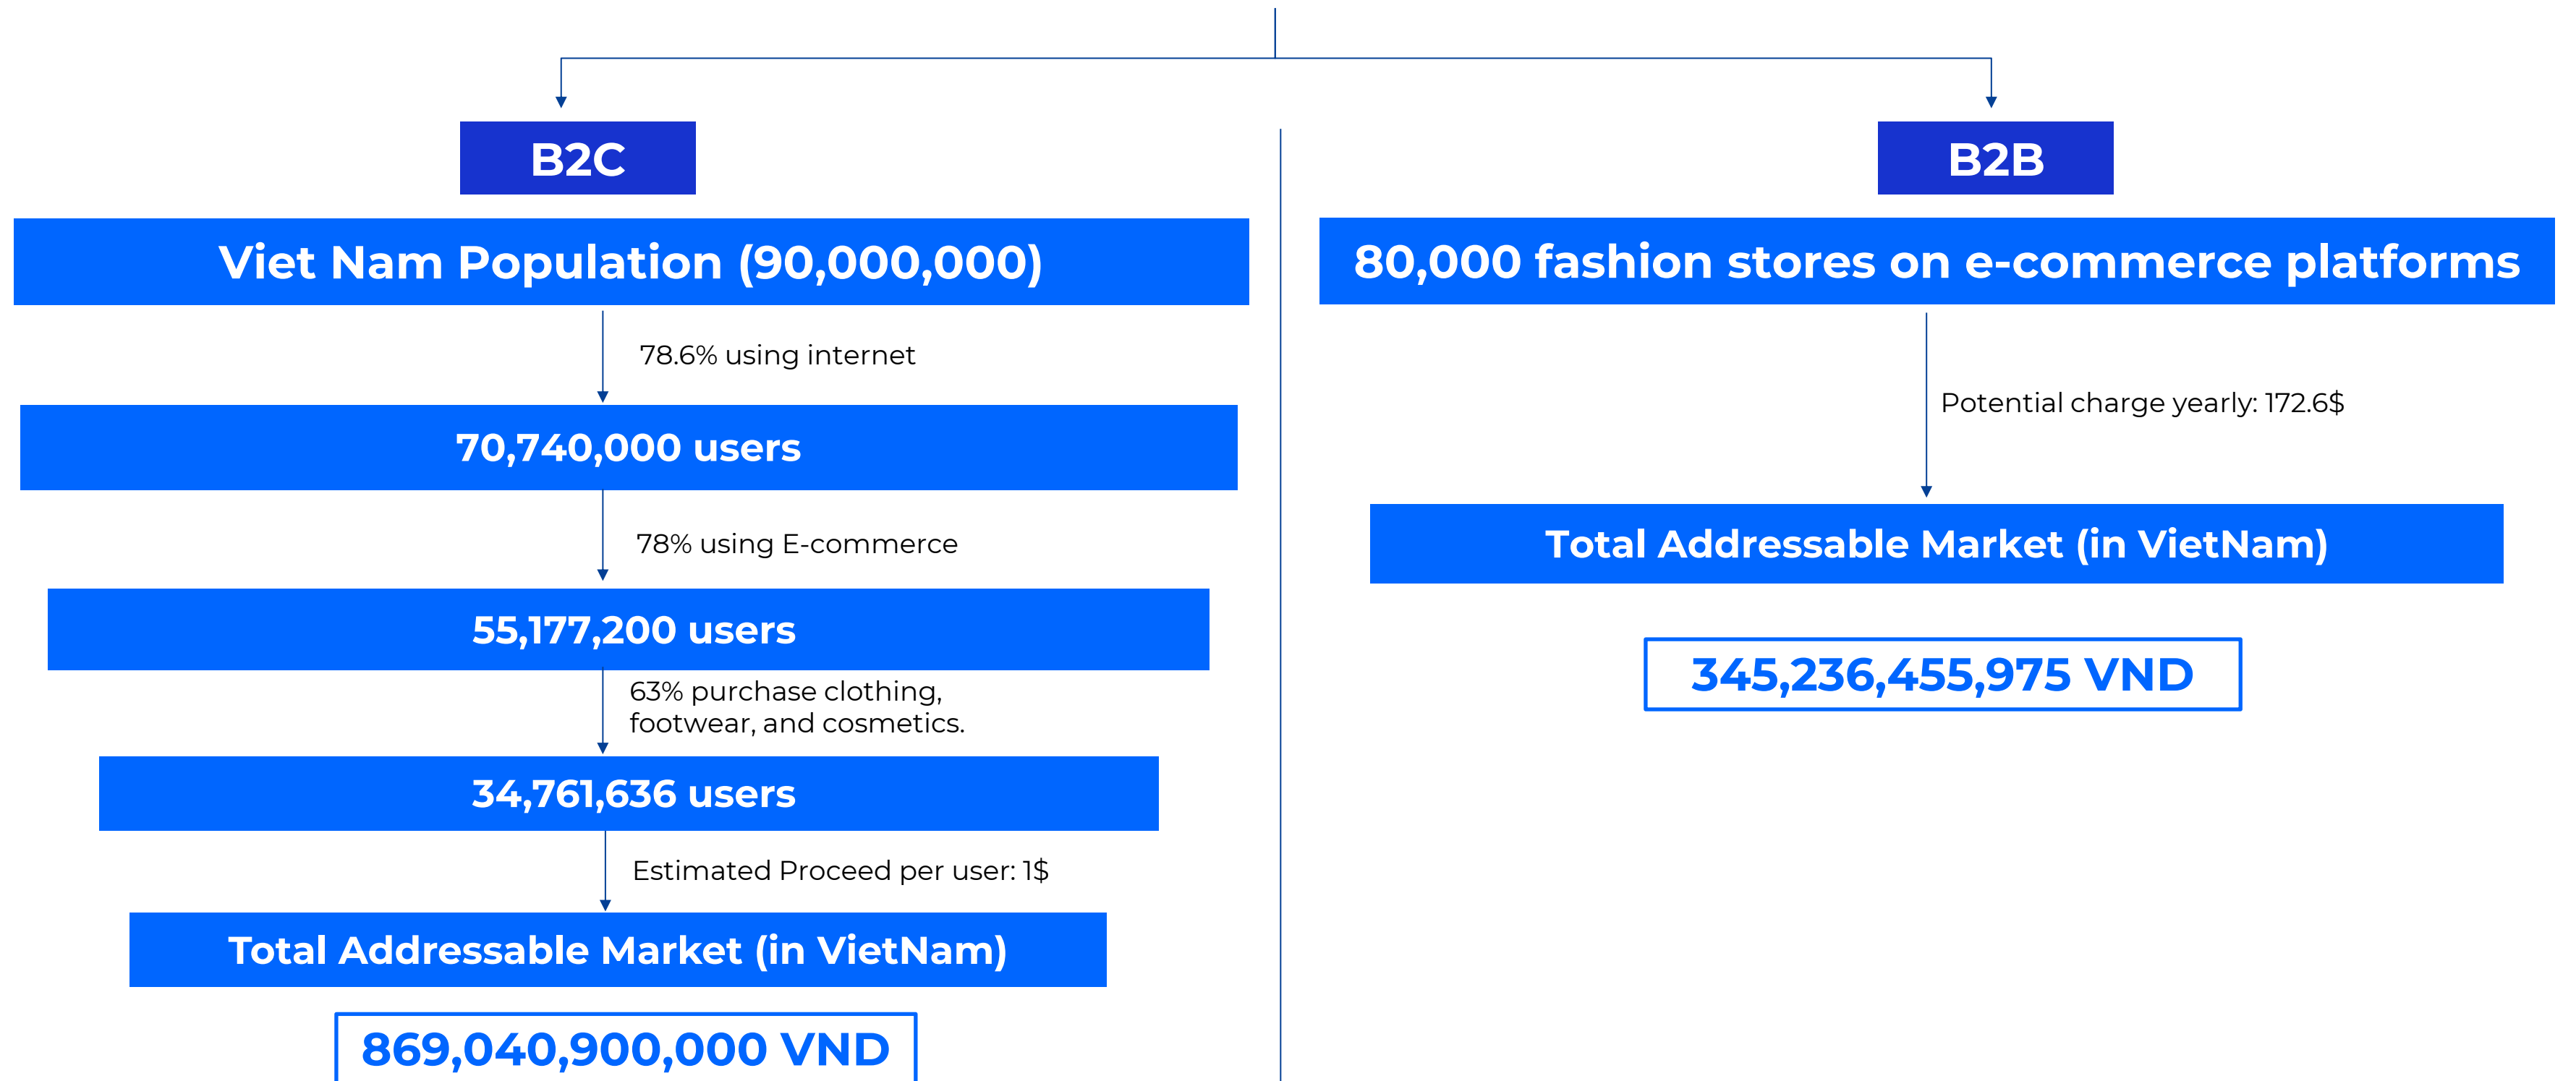 B2C
Viet Nam Population (90,000,000)
78.6% using internet
70,740,000 users
78% using E-commerce
55,177,200 users
63% purchase clothing,
footwear, and cosmetics.
34,761,636 users
Estimated Proceed per user: 1$
Total Addressable Market (in VietNam)
869,040,900,000 VND
B2B
80,000 fashion stores on e-commerce platforms
Potential charge yearly: 172.6$
Total Addressable Market (in VietNam)
345,236,455,975 VND